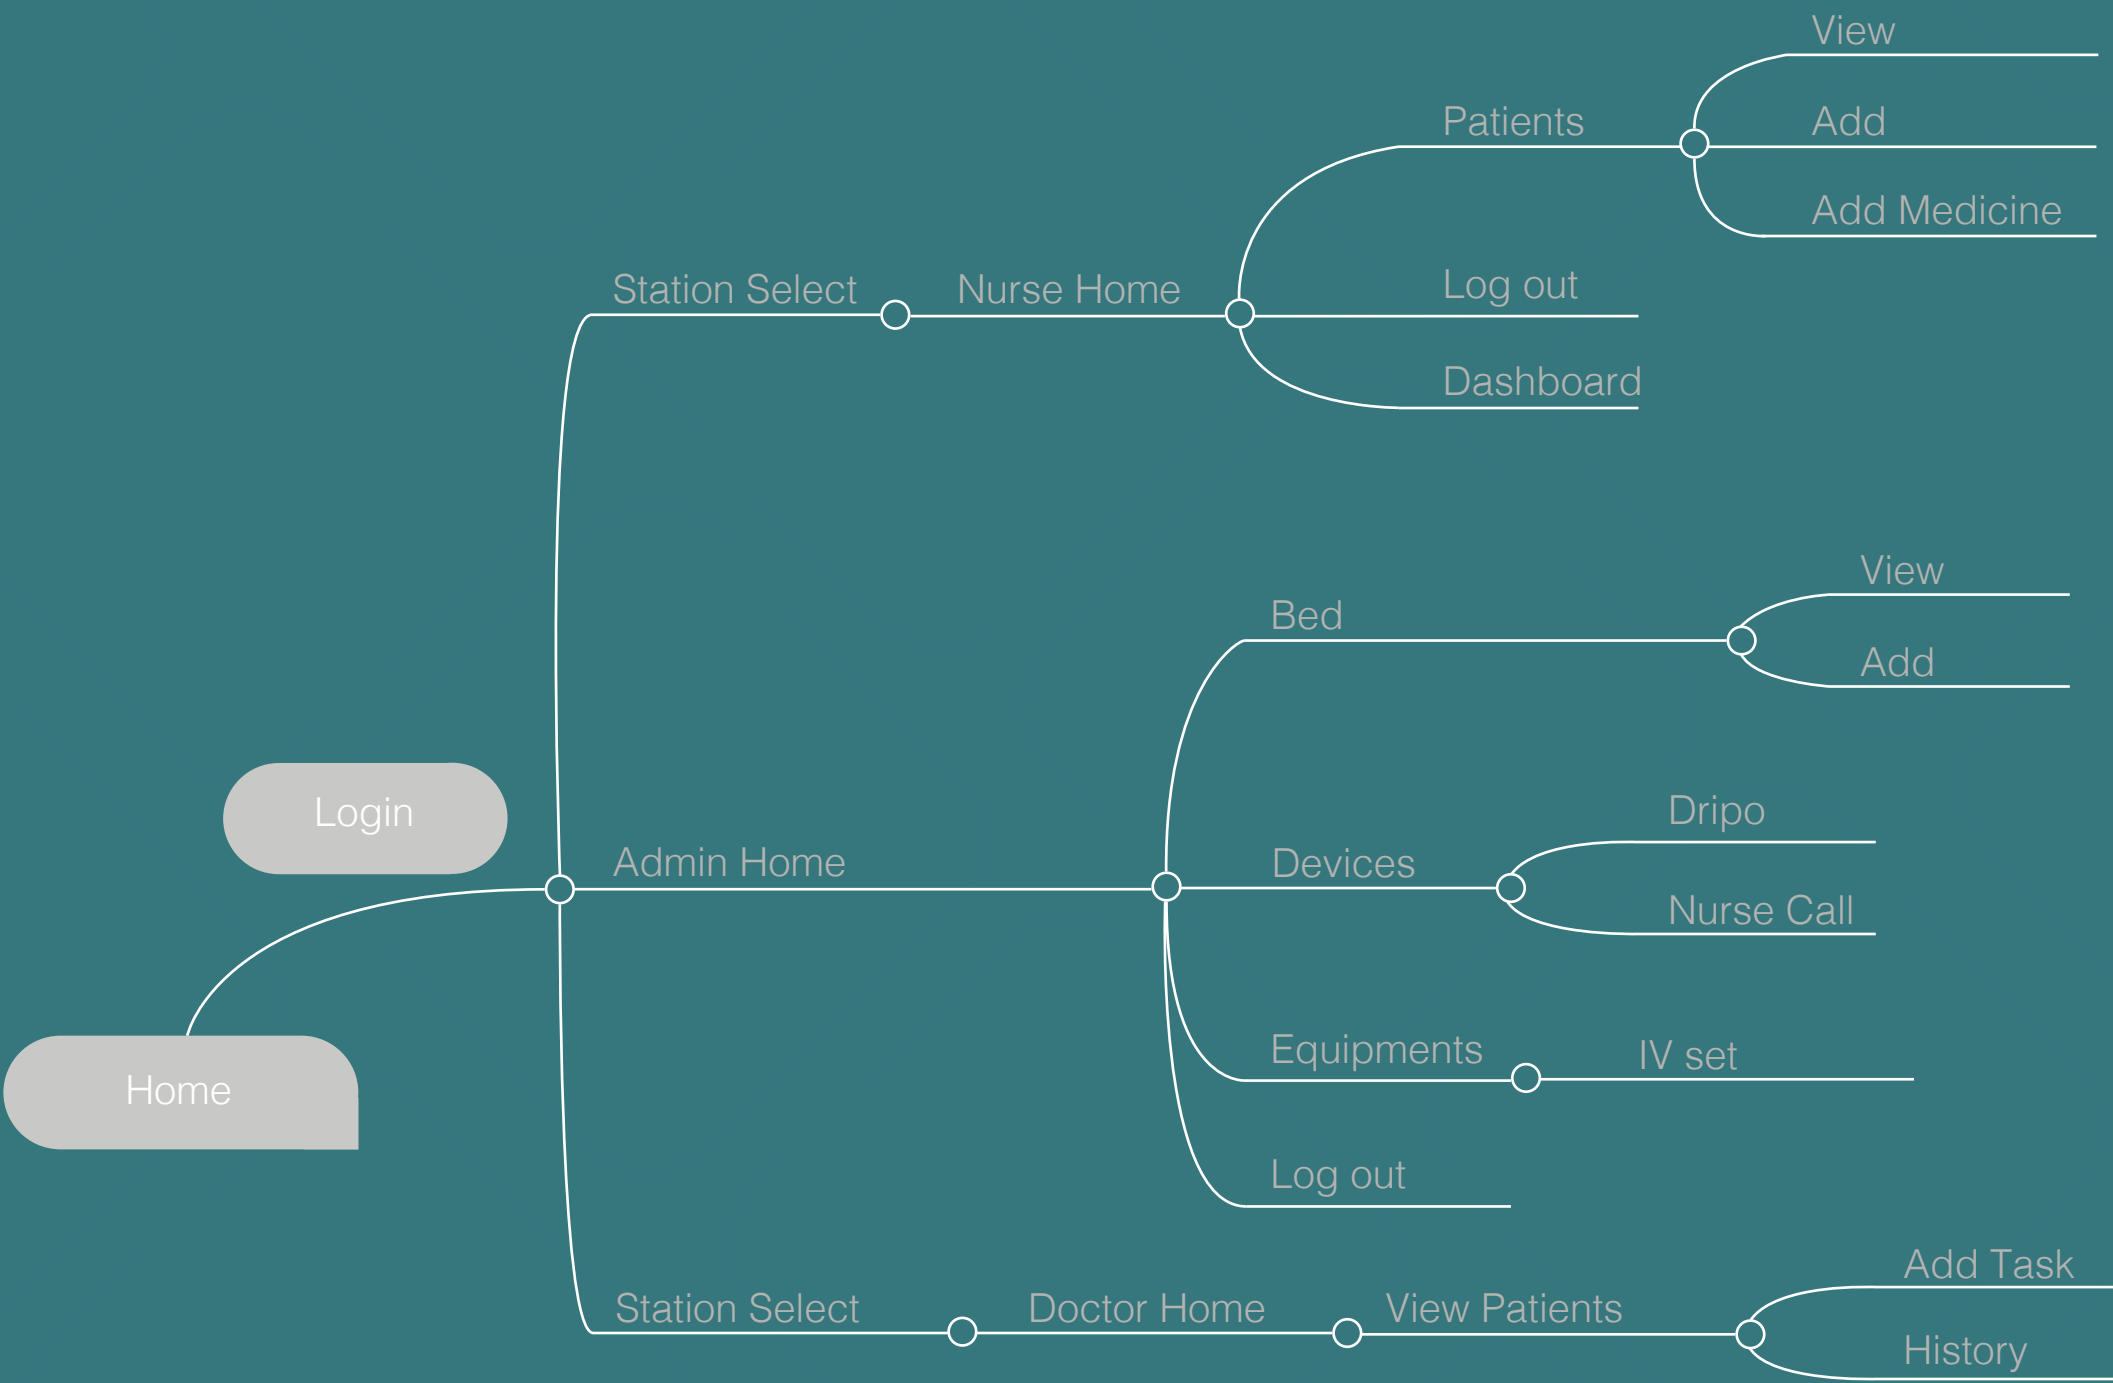 View
Patients
Add
Add Medicine
Station Select
Nurse Home
Log out
Dashboard
View
Bed
Add
Login
Admin Home
Dripo
Devices
Nurse Call
Home
Equipments
IV set
Log out
Add Task
Station Select
Doctor Home
View Patients
History